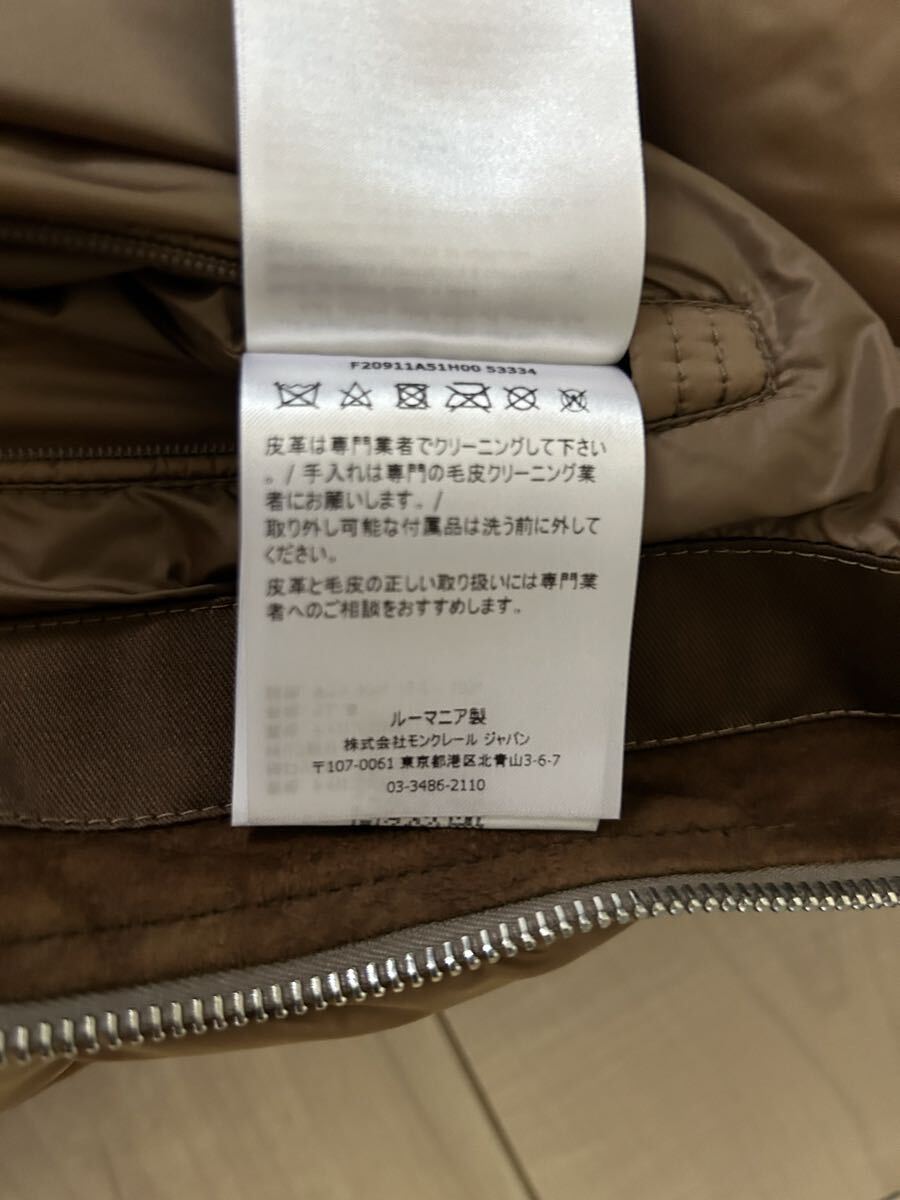 F20911A51H00 53334
皮革は専門業者でクリーニングして下さい
。/ 手入れは専門の毛皮クリーニング業
者にお願いします。/
取り外し可能な付属品は洗う前に外して
ください。
皮革と毛皮の正しい取り扱いには専門業
者へのご相談をおすすめします。
ルーマニア製
株式会社モンクレール ジャパン
〒107-0061 東京都港区北青山3-6-7
03-3486-2110